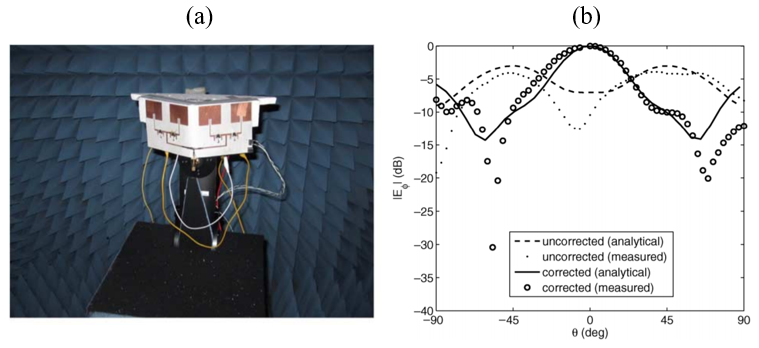 (a)
(b)
0
−5
−10
−15
−20
−25
−30
−35
−40
|Eϕ| (dB)
uncorrected (analytical)
uncorrected (measured)
corrected (analytical)
corrected (measured)
−90
−45
0
45
90
θ (deg)